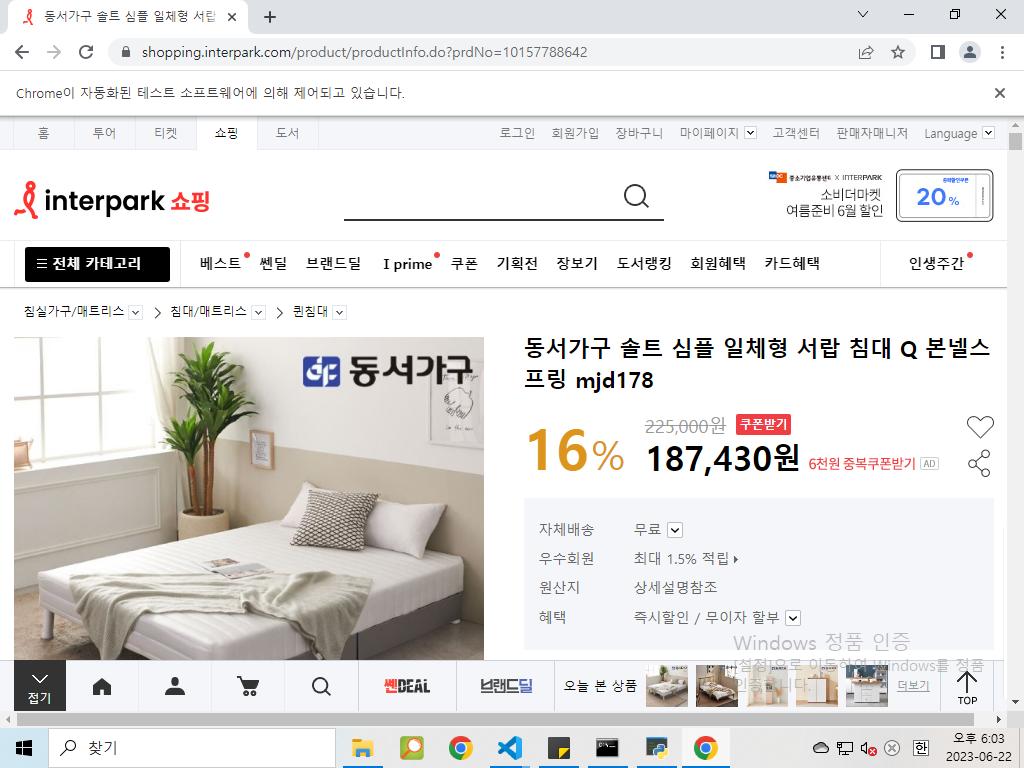 동서가구 솔트 심플 일체형 서랍
shopping.interpark.com/product/productInfo.do?prdNo=10157788642
Chrome이 자동화된 테스트 소프트웨어에 의해 제어되고 있습니다.
홈 투어 티켓 쇼핑 도서 로그인 회원가입 장바구니 마이페이지 고객센터 판매자매니저 Language
interpark 쇼핑
중소기업유통센터 X INTERPARK
소비더마켓
여름준비 6월 할인
중복할인쿠폰
20%
전체 카테고리 베스트 쎈딜 브랜드딜 I prime 쿠폰 기획전 장보기 도서랭킹 회원혜택 카드혜택 인생주간
침실가구/매트리스 침대/매트리스 퀸침대
동서가구
동서가구 솔트 심플 일체형 서랍 침대 Q 본넬스
프링 mjd178
16% 225,000원 쿠폰받기
187,430원 6천원 중복쿠폰받기 AD
자체배송 무료
우수회원 최대 1.5% 적립
원산지 상세설명참조
혜택 즉시할인 / 무이자 할부
Windows 정품 인증
[설정]으로 이동하여 Windows를 정품
인증합니다.
접기
쎈DEAL
브랜드딜
오늘 본 상품
더보기
TOP
찾기
한
오후 6:03
2023-06-22